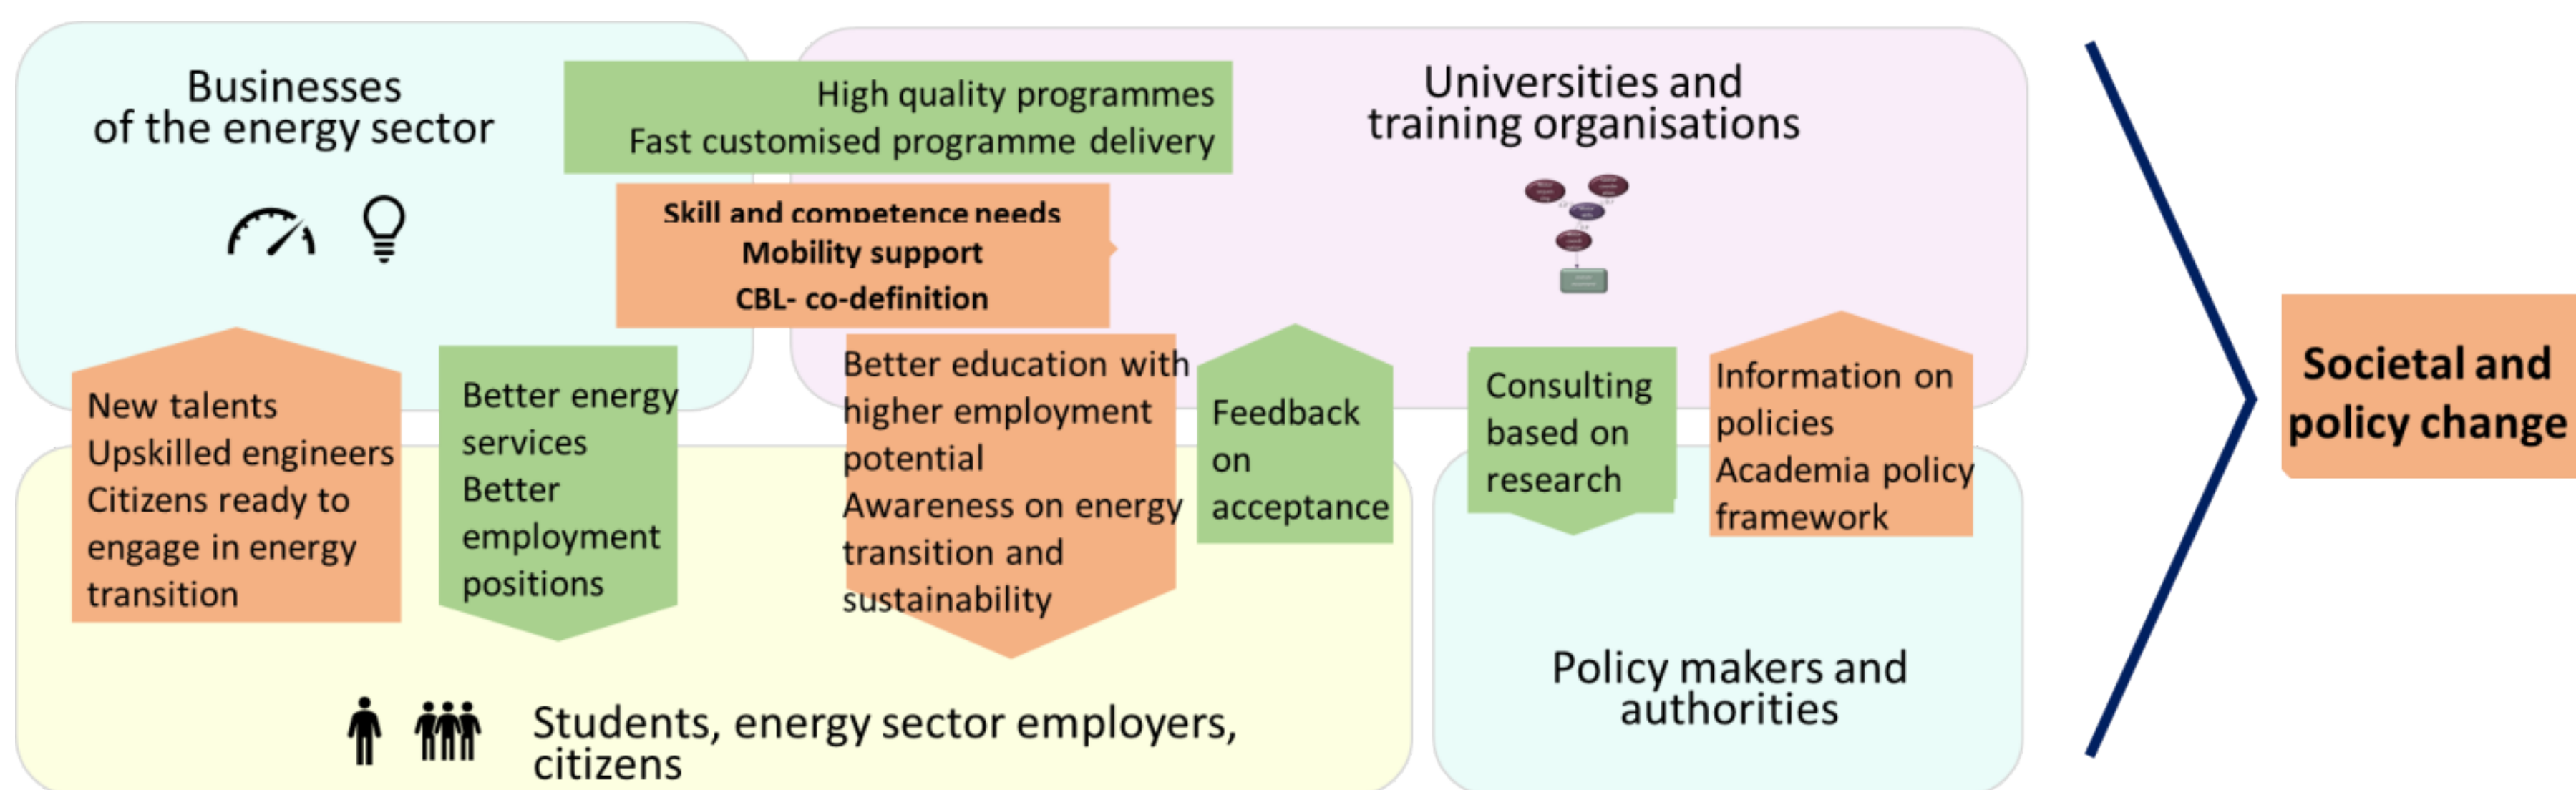 Businesses
of the energy sector
High quality programmes
Fast customised programme delivery
Universities and
training organisations
Skill and competence needs
Mobility support
CBL- co-definition
New talents
Upskilled engineers
Citizens ready to
engage in energy
transition
Better energy
services
Better
employment
positions
Better education with
higher employment
potential
Awareness on energy
transition and
sustainability
Feedback
on
acceptance
Consulting
based on
research
Information on
policies
Academia policy
framework
Students, energy sector employers,
citizens
Policy makers and
authorities
Societal and
policy change